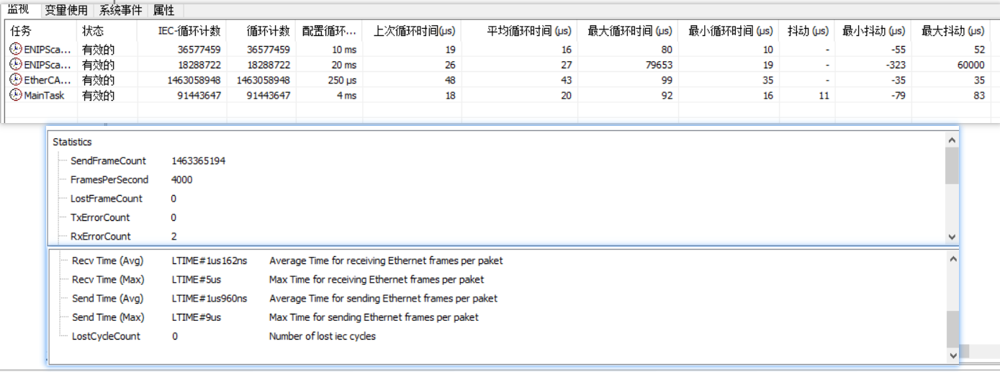 监视 变量使用 系统事件 属性
任务 状态 IEC-循环计数 循环计数 配置循环... 上次循环时间(µs) 平均循环时间 (µs) 最大循环时间 (µs) 最小循环时间 (µs) 抖动 (µs) 最小抖动 (µs) 最大抖动 (µs)
ENIPSca... 有效的 36577459 36577459 10 ms 19 16 80 10 - -55 52
ENIPSca... 有效的 18288722 18288722 20 ms 26 27 79653 19 - -323 60000
EtherCA... 有效的 1463058948 1463058948 250 µs 48 43 99 35 - -35 35
MainTask 有效的 91443647 91443647 4 ms 18 20 92 16 11 -79 83
Statistics
SendFrameCount 1463365194
FramesPerSecond 4000
LostFrameCount 0
TxErrorCount 0
RxErrorCount 2
Recv Time (Avg) LTIME#1us162ns Average Time for receiving Ethernet frames per paket
Recv Time (Max) LTIME#5us Max Time for receiving Ethernet frames per paket
Send Time (Avg) LTIME#1us960ns Average Time for sending Ethernet frames per paket
Send Time (Max) LTIME#9us Max Time for sending Ethernet frames per paket
LostCycleCount 0 Number of lost iec cycles